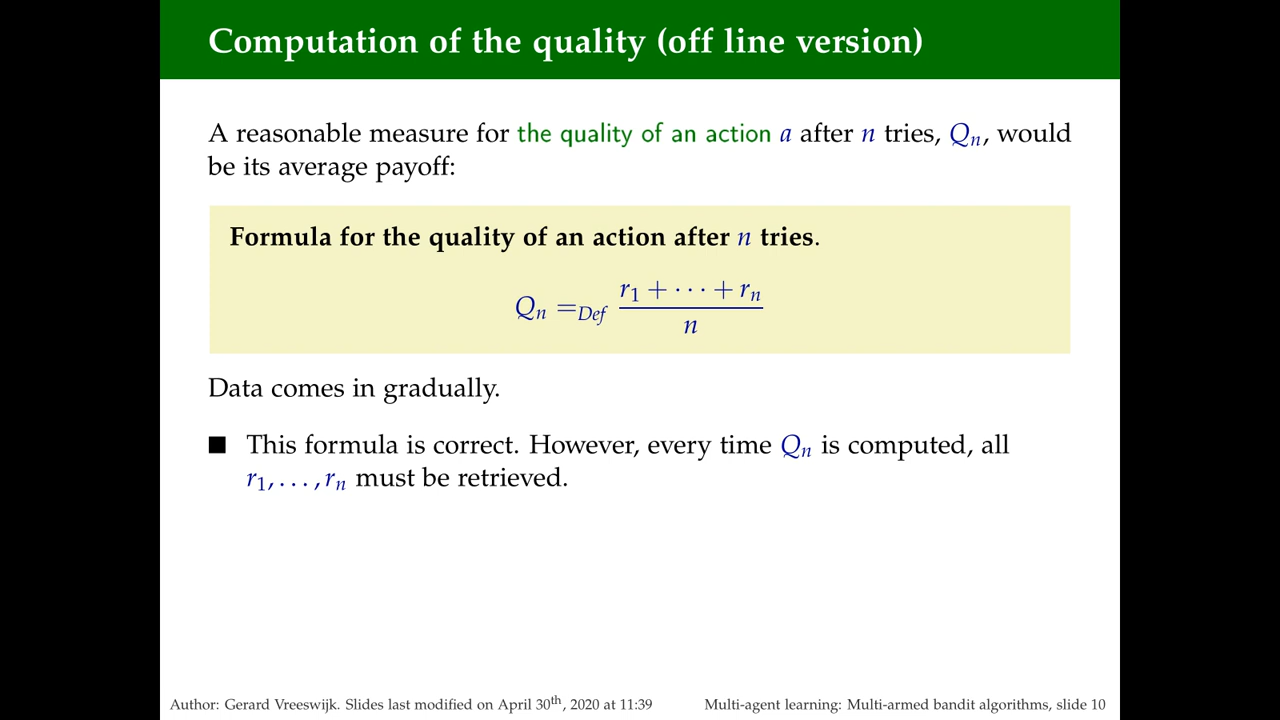 Computation of the quality (off line version)
A reasonable measure for the quality of an action a after n tries, Qn, would
be its average payoff:
Formula for the quality of an action after n tries.
Qn =Def (r1 + · · · + rn) / n
Data comes in gradually.
■ This formula is correct. However, every time Qn is computed, all
r1, . . . , rn must be retrieved.
Author: Gerard Vreeswijk. Slides last modified on April 30th, 2020 at 11:39
Multi-agent learning: Multi-armed bandit algorithms, slide 10